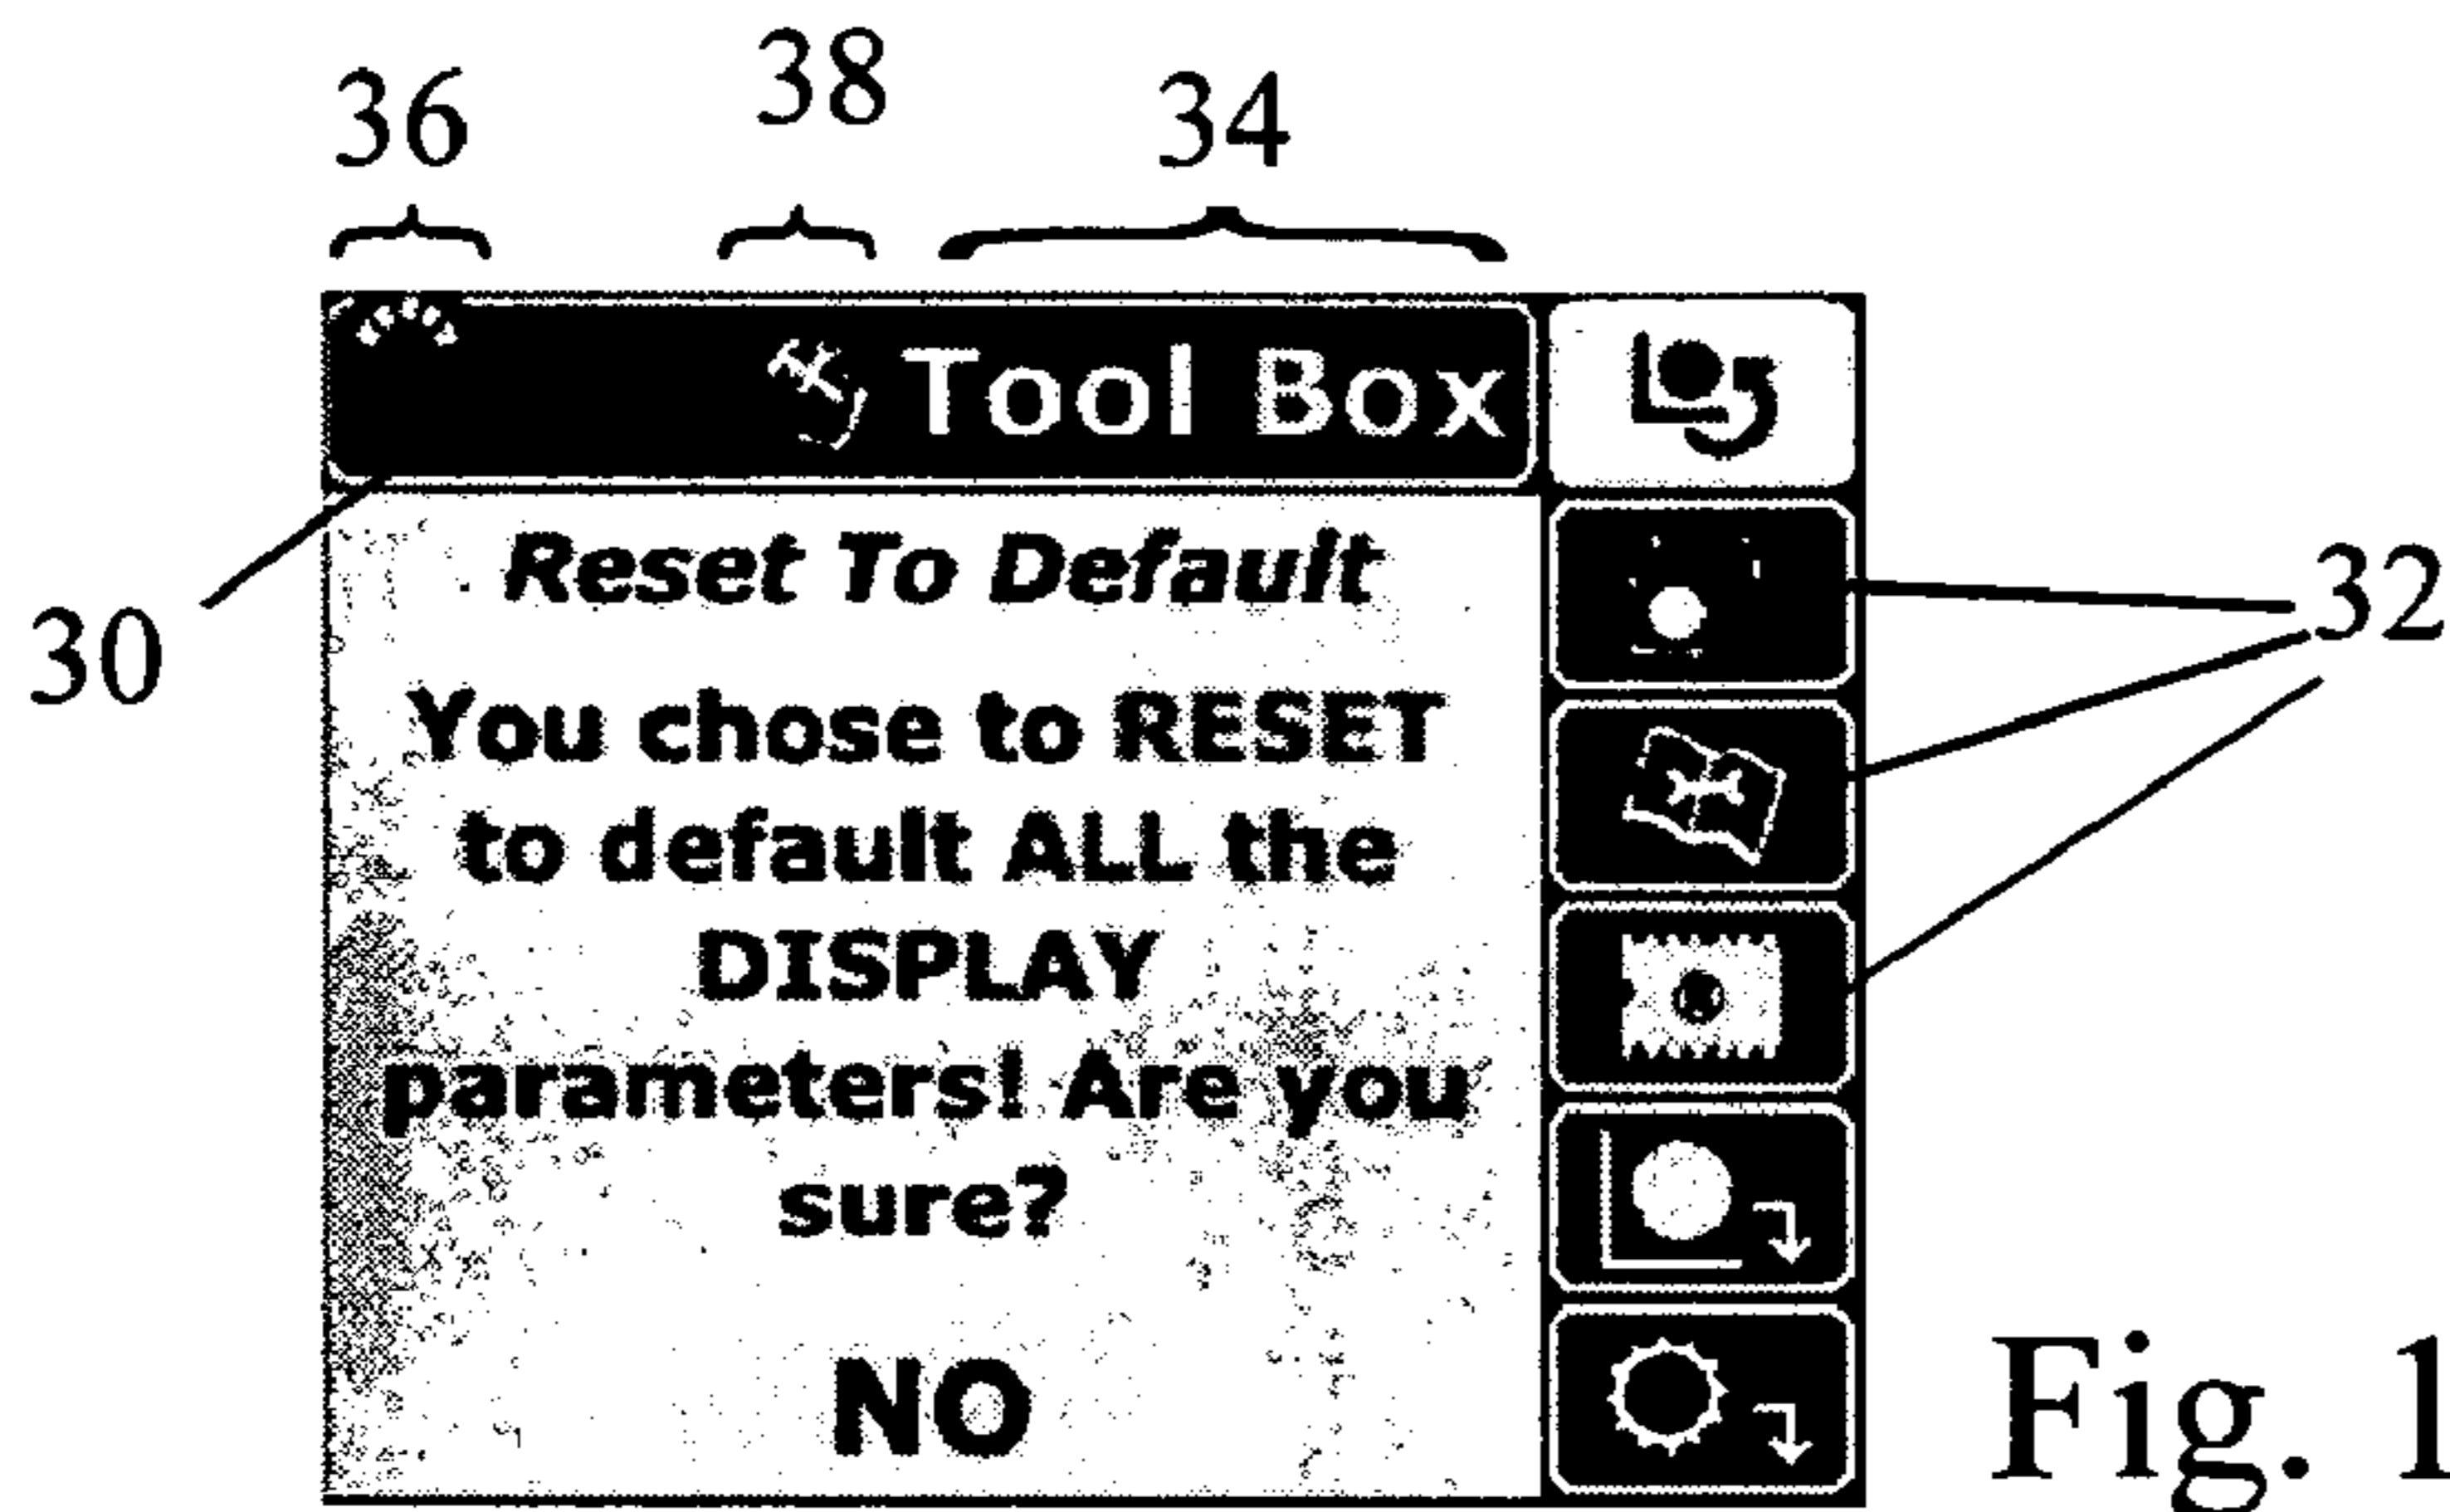 36 38 34
Tool Box
Reset To Default
32
30
You chose to RESET
to default ALL the
DISPLAY
parameters! Are you
sure?
NO
Fig. 1